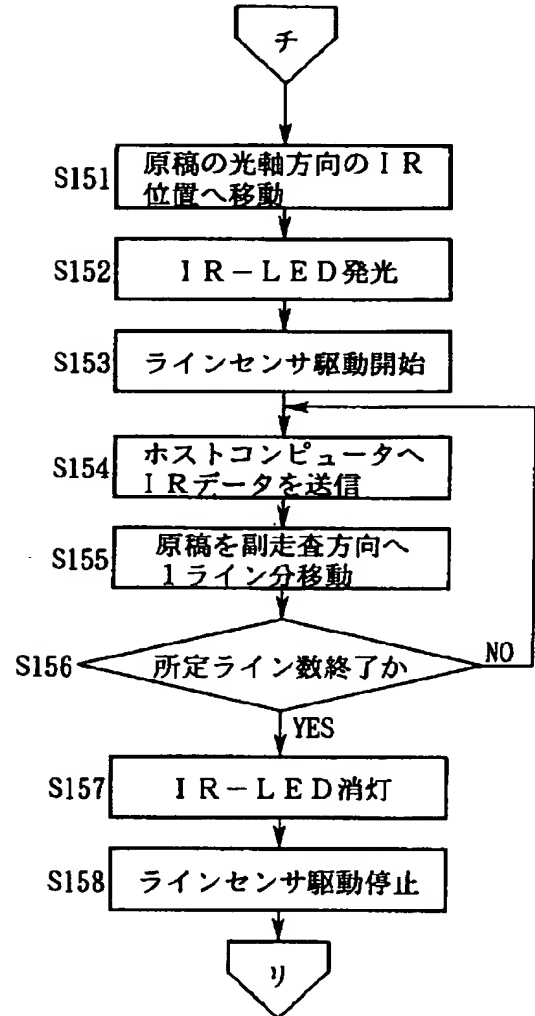 チ
S151
原稿の光軸方向のIR
位置へ移動
S152
IR−LED発光
S153
ラインセンサ駆動開始
S154
ホストコンピュータへ
IRデータを送信
S155
原稿を副走査方向へ
1ライン分移動
S156
所定ライン数終了か
NO
YES
S157
IR−LED消灯
S158
ラインセンサ駆動停止
リ